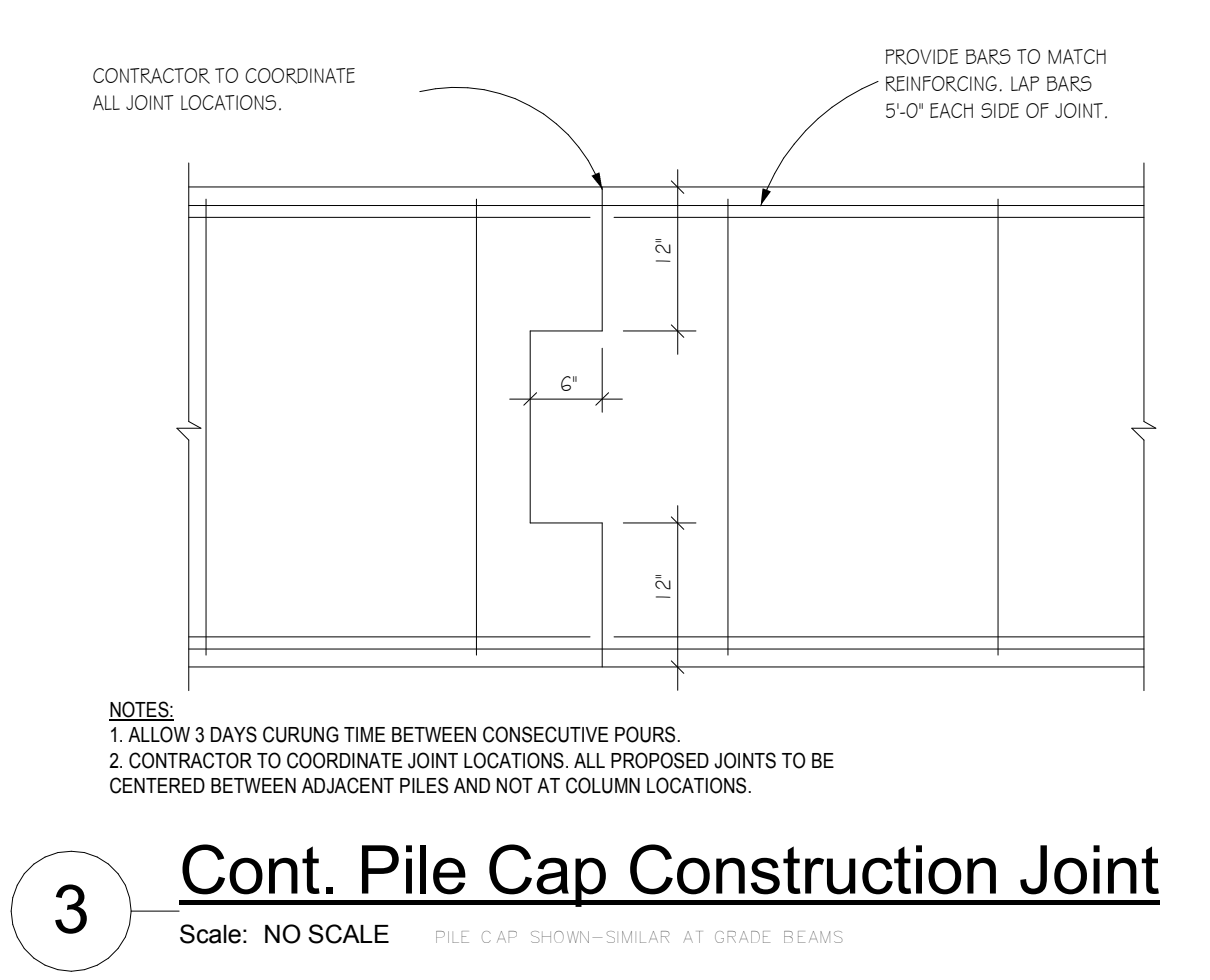 CONTRACTOR TO COORDINATE
ALL JOINT LOCATIONS.
PROVIDE BARS TO MATCH
REINFORCING. LAP BARS
5'-0" EACH SIDE OF JOINT.
12"
6"
12"
NOTES:
1. ALLOW 3 DAYS CURUNG TIME BETWEEN CONSECUTIVE POURS.
2. CONTRACTOR TO COORDINATE JOINT LOCATIONS. ALL PROPOSED JOINTS TO BE
CENTERED BETWEEN ADJACENT PILES AND NOT AT COLUMN LOCATIONS.
3
Cont. Pile Cap Construction Joint
Scale: NO SCALE
PILE CAP SHOWN-SIMILAR AT GRADE BEAMS